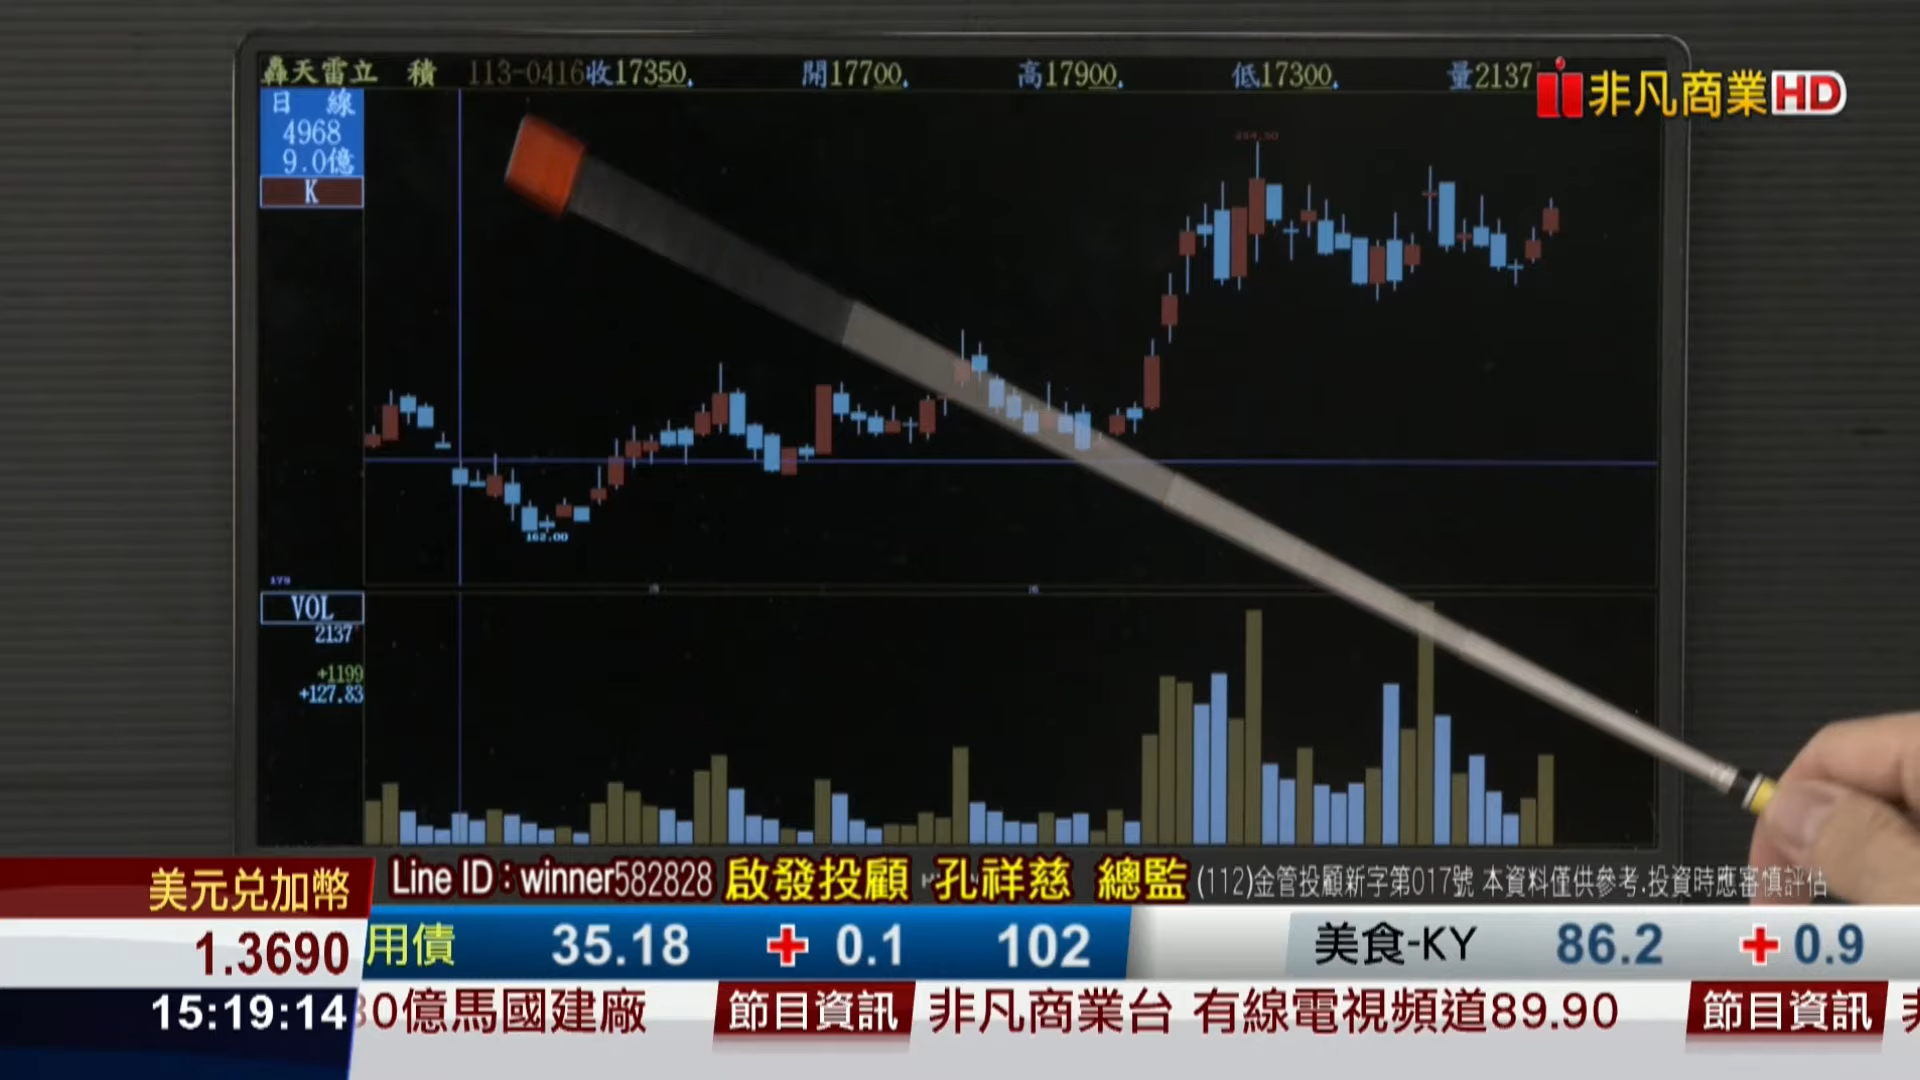 轟天雷立 積 113-0416收17350. 開17700. 高17900. 低17300. 量2137
非凡商業HD
日 線
4968
9.0億
K
162.00
178
VOL
2137
+1199
+127.83
Line ID : winner582828 啟發投顧 孔祥慈 總監 (112)金管投顧新字第017號 本資料僅供參考.投資時應審慎評估
美元兌加幣
1.3690
15:19:14
用債 35.18 + 0.1 102 美食-KY 86.2 + 0.9
30億馬國建廠 節目資訊 非凡商業台 有線電視頻道89.90 節目資訊 非